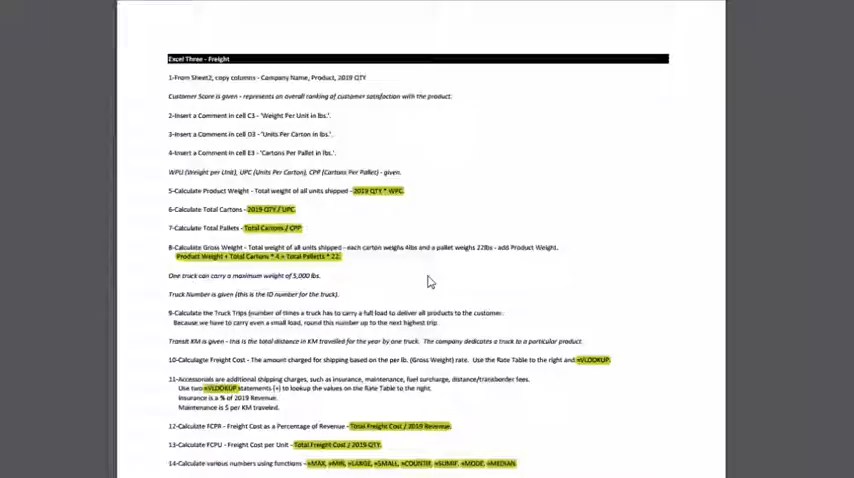 Excel Three - Freight
1-From Sheet2, copy columns - Company Name, Product, 2019 QTY
Customer Score is given - represents an overall ranking of customer satisfaction with the product.
2-Insert a Comment in cell C3 - 'Weight Per Unit in lbs.'.
3-Insert a Comment in cell D3 - 'Units Per Carton in lbs.'.
4-Insert a Comment in cell E3 - 'Cartons Per Pallet in lbs.'.
WPU (Weight per Unit), UPC (Units Per Carton), CPP (Cartons Per Pallet) - given.
5-Calculate Product Weight - Total weight of all units shipped - 2019 QTY * WPC.
6-Calculate Total Cartons - 2019 QTY / UPC.
7-Calculate Total Pallets - Total Cartons / CPP
8-Calculate Gross Weight - Total weight of all units shipped - each carton weighs 4lbs and a pallet weighs 22lbs - add Product Weight.
Product Weight + Total Cartons * 4 + Total Pallects * 22.
One truck can carry a maximum weight of 5,000 lbs.
Truck Number is given (this is the ID number for the truck).
9-Calculate the Truck Trips (number of times a truck has to carry a full load to deliver all products to the customer.
Because we have to carry even a small load, round this number up to the next highest trip.
Transit KM is given - this is the total distance in KM travelled for the year by one truck. The company dedicates a truck to a particular product.
10-Calculagte Freight Cost - The amount charged for shipping based on the per lb. (Gross Weight) rate. Use the Rate Table to the right and =VLOOKUP.
11-Accessorials are additional shipping charges, such as insurance, maintenance, fuel surcharge, distance/transborder fees.
Use two =VLOOKUP statements (+) to lookup the values on the Rate Table to the right.
Insurance is a % of 2019 Revenue.
Maintenance is $ per KM traveled.
12-Calculate FCPR - Freight Cost as a Percentage of Revenue - Total Freight Cost / 2019 Revenue.
13-Calculate FCPU - Freight Cost per Unit - Total Freight Cost / 2019 QTY.
14-Calculate various numbers using functions - =MAX, =MIN, =LARGE, =SMALL, =COUNTIF, =SUMIF, =MODE, =MEDIAN.